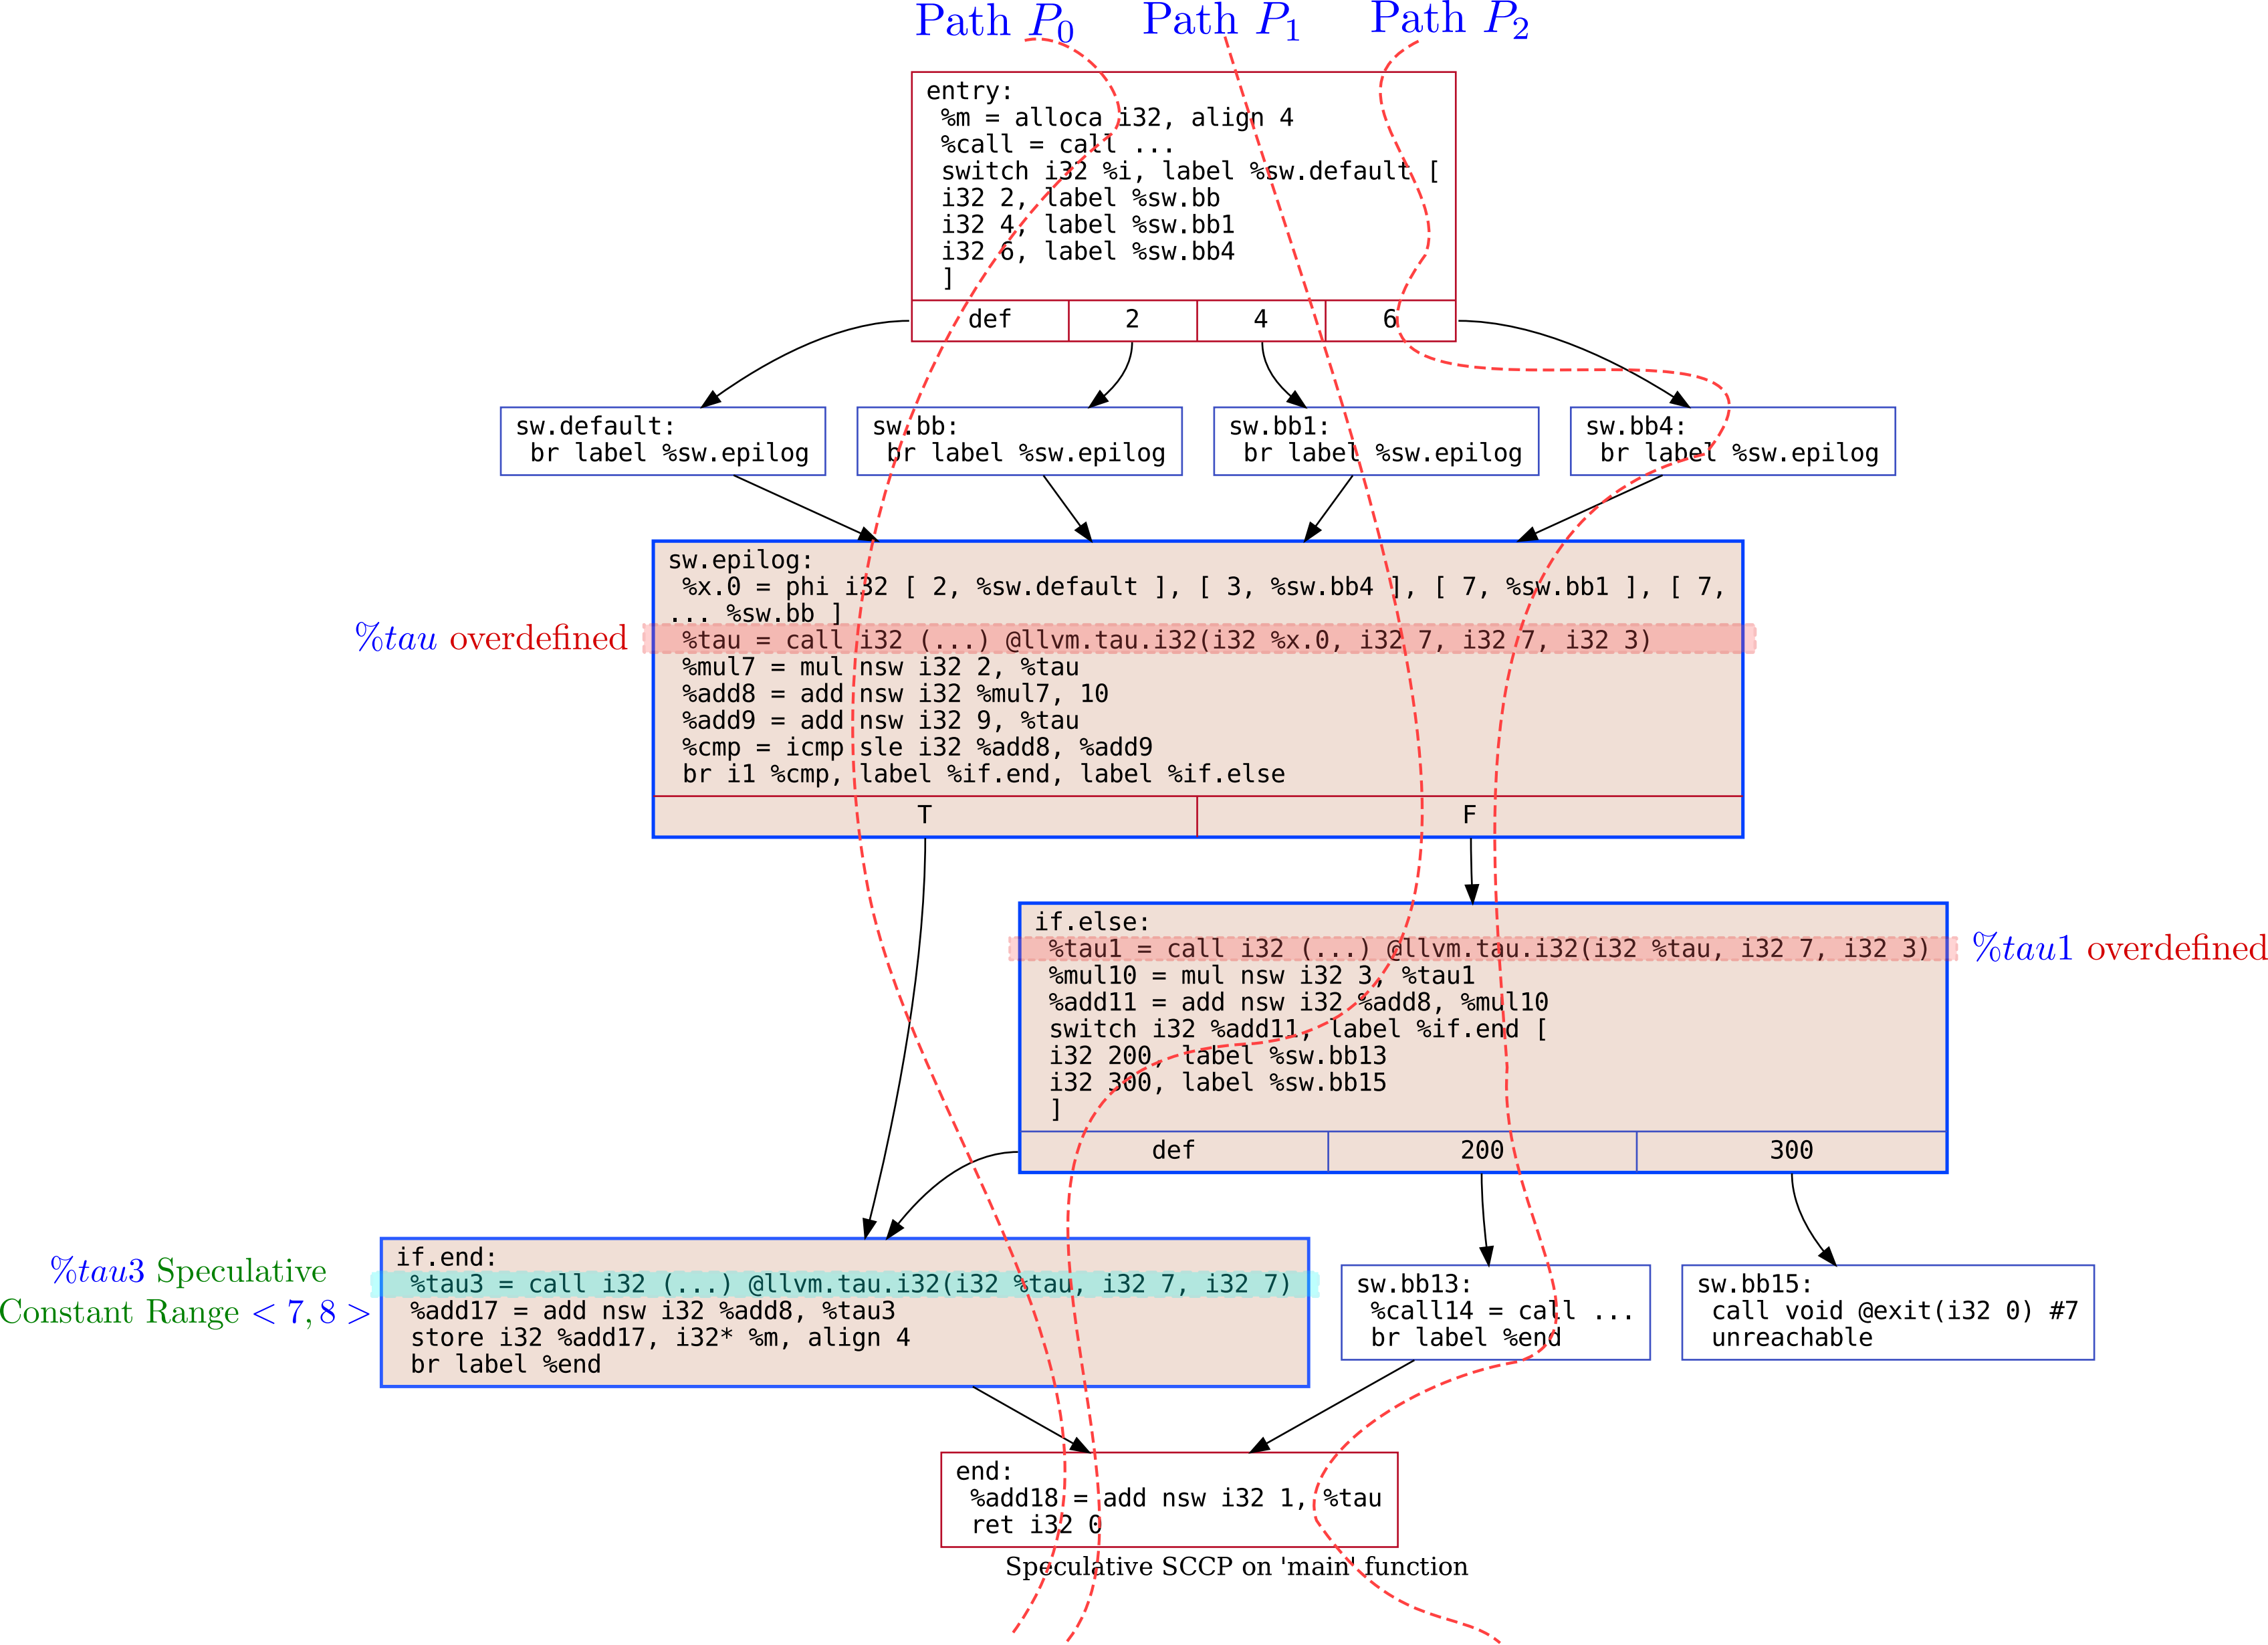 Path P0 Path P1 Path P2
entry:
%m = alloca i32, align 4
%call = call ...
switch i32 %i, label %sw.default [
i32 2, label %sw.bb
i32 4, label %sw.bb1
i32 6, label %sw.bb4
]
def 2 4 6
sw.default:
br label %sw.epilog
sw.bb:
br label %sw.epilog
sw.bb1:
br label %sw.epilog
sw.bb4:
br label %sw.epilog
sw.epilog:
%x.0 = phi i32 [ 2, %sw.default ], [ 3, %sw.bb4 ], [ 7, %sw.bb1 ], [ 7,
... %sw.bb ]
%tau overdefined
%tau = call i32 (...) @llvm.tau.i32(i32 %x.0, i32 7, i32 7, i32 3)
%mul7 = mul nsw i32 2, %tau
%add8 = add nsw i32 %mul7, 10
%add9 = add nsw i32 9, %tau
%cmp = icmp sle i32 %add8, %add9
br i1 %cmp, label %if.end, label %if.else
T F
if.else:
%tau1 = call i32 (...) @llvm.tau.i32(i32 %tau, i32 7, i32 3)
%tau1 overdefined
%mul10 = mul nsw i32 3, %tau1
%add11 = add nsw i32 %add8, %mul10
switch i32 %add11, label %if.end [
i32 200, label %sw.bb13
i32 300, label %sw.bb15
]
def 200 300
%tau3 Speculative
Constant Range < 7, 8 >
if.end:
%tau3 = call i32 (...) @llvm.tau.i32(i32 %tau, i32 7, i32 7)
%add17 = add nsw i32 %add8, %tau3
store i32 %add17, i32* %m, align 4
br label %end
sw.bb13:
%call14 = call ...
br label %end
sw.bb15:
call void @exit(i32 0) #7
unreachable
end:
%add18 = add nsw i32 1, %tau
ret i32 0
Speculative SCCP on 'main' function